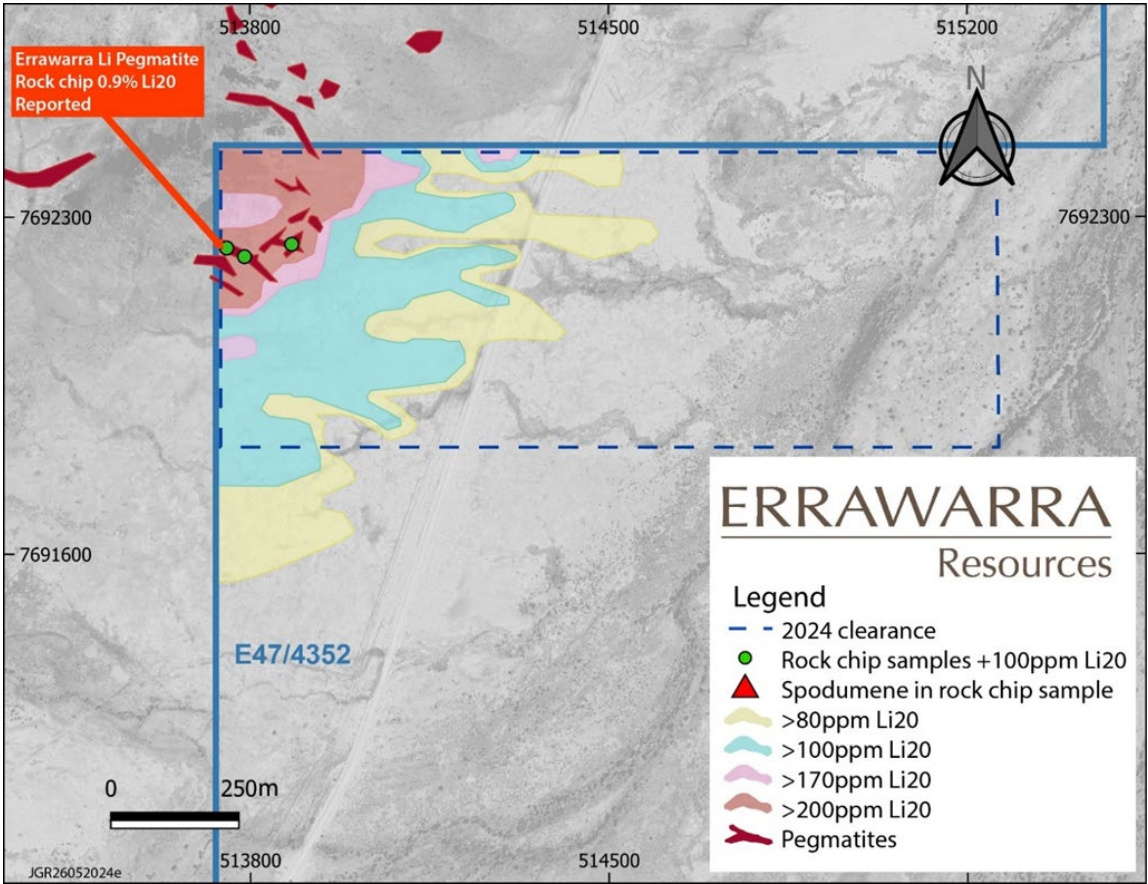 513800
514500
515200
Errawarra Li Pegmatite
Rock chip 0.9% Li20
Reported
N
7692300
7692300
7691600
E47/4352
ERRAWARRA
Resources
Legend
2024 clearance
Rock chip samples +100ppm Li20
Spodumene in rock chip sample
>80ppm Li20
>100ppm Li20
>170ppm Li20
>200ppm Li20
Pegmatites
0 250m
513800
514500
JGR26052024e